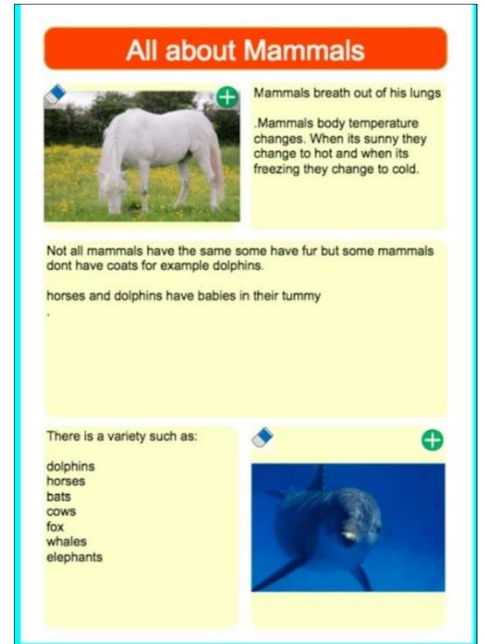 All about Mammals
Mammals breath out of his lungs
.Mammals body temperature
changes. When its sunny they
change to hot and when its
freezing they change to cold.
Not all mammals have the same some have fur but some mammals
dont have coats for example dolphins.
horses and dolphins have babies in their tummy
.
There is a variety such as:
dolphins
horses
bats
cows
fox
whales
elephants